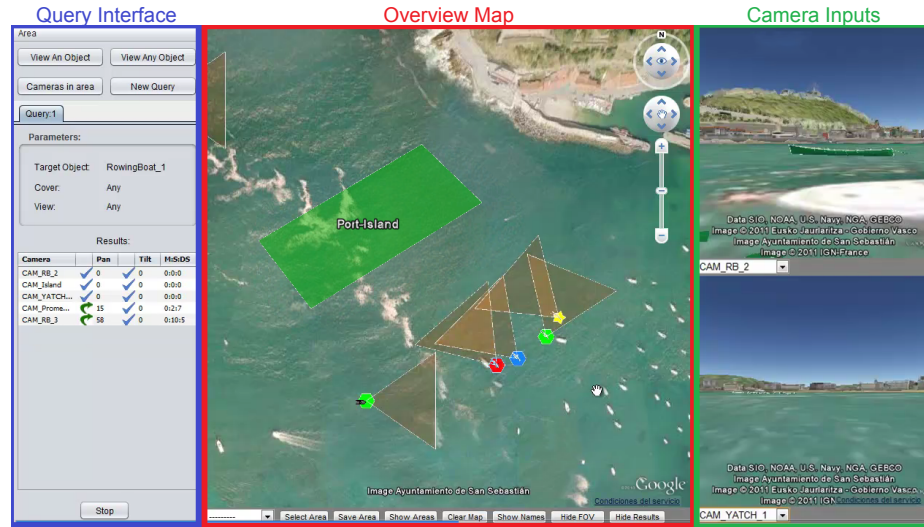 Query Interface
Overview Map
Camera Inputs
Area
View An Object
View Any Object
Cameras in area
New Query
Query:1
Parameters:
Target Object: RowingBoat_1
Cover: Any
View: Any
Results:
Camera Pan Tilt M:S:DS
CAM_RB_2 0 0 0:0:0
CAM_Island 0 0 0:0:0
CAM_YATCH... 0 0 0:0:0
CAM_Prome... 15 0 0:2:7
CAM_RB_3 58 0 0:10:5
Stop
N
Port-Island
Image Ayuntamiento de San Sebastián
Google
Condiciones del servicio
---------
Select Area
Save Area
Show Areas
Clear Map
Show Names
Hide FOV
Hide Results
Data SIO, NOAA, U.S. Navy, NGA, GEBCO
Image © 2011 Eusko Jaurlaritza - Gobierno Vasco
Image Ayuntamiento de San Sebastián
Image © 2011 IGN-France
CAM_RB_2
Data SIO, NOAA, U.S. Navy, NGA, GEBCO
Image Ayuntamiento de San Sebastián
Image © 2011 Eusko Jaurlaritza - Gobierno Vasco
Image © 2011 IGN
Condiciones del servicio
CAM_YATCH_1